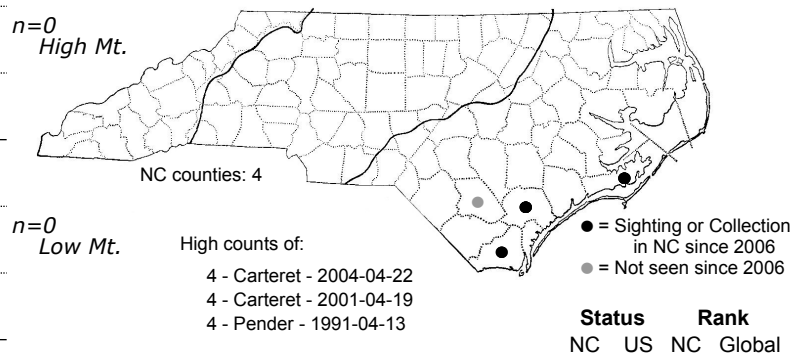 n=0
High Mt.
NC counties: 4
n=0
Low Mt.
High counts of:
4 - Carteret - 2004-04-22
4 - Carteret - 2001-04-19
4 - Pender - 1991-04-13
● = Sighting or Collection
in NC since 2006
● = Not seen since 2006
Status Rank
NC US NC Global